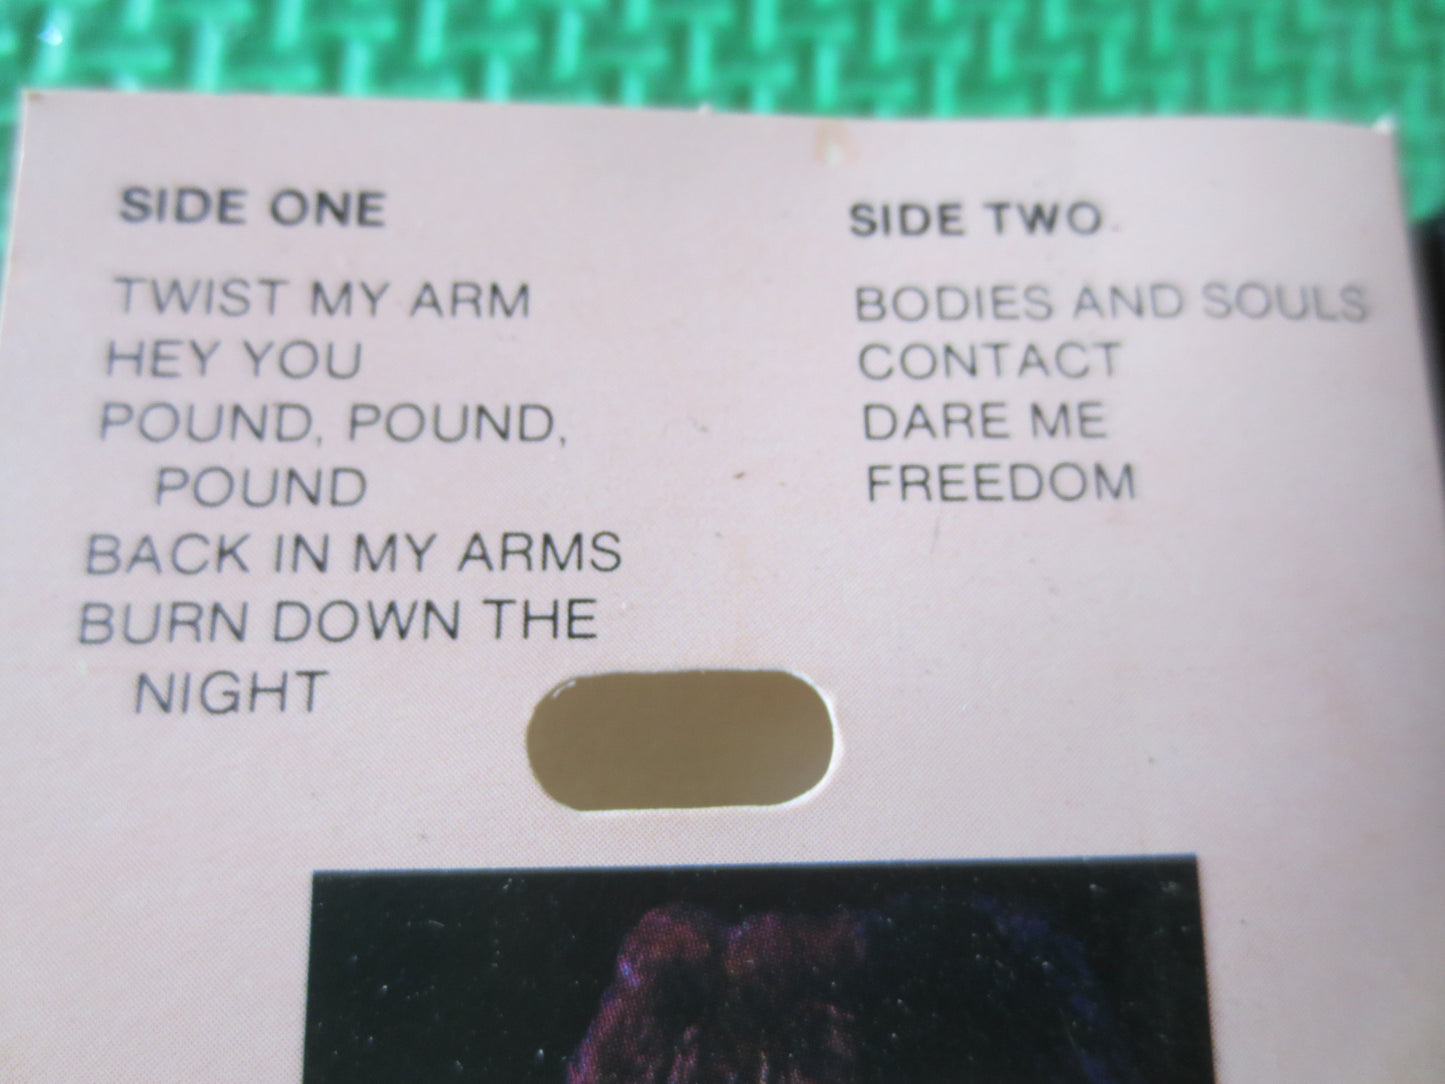 SIDE ONE
TWIST MY ARM
HEY YOU
POUND, POUND,
POUND
BACK IN MY ARMS
BURN DOWN THE
NIGHT
SIDE TWO
BODIES AND SOULS
CONTACT
DARE ME
FREEDOM